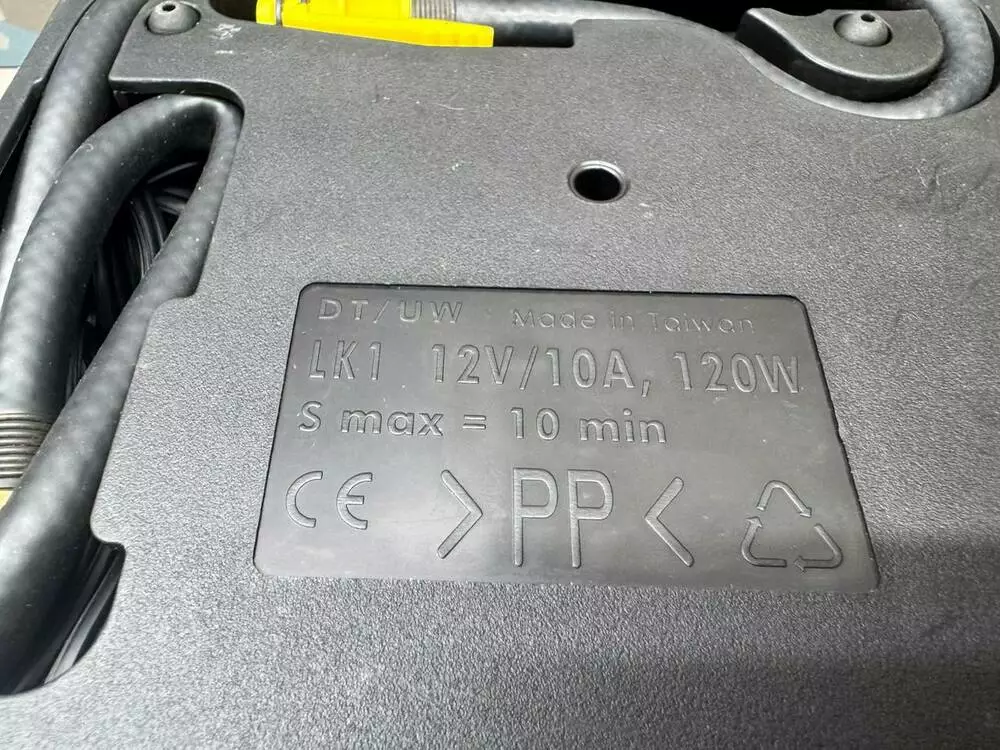 DT/UW Made in Taiwan
LK1 12V/10A, 120W
S max = 10 min
CE >PP<